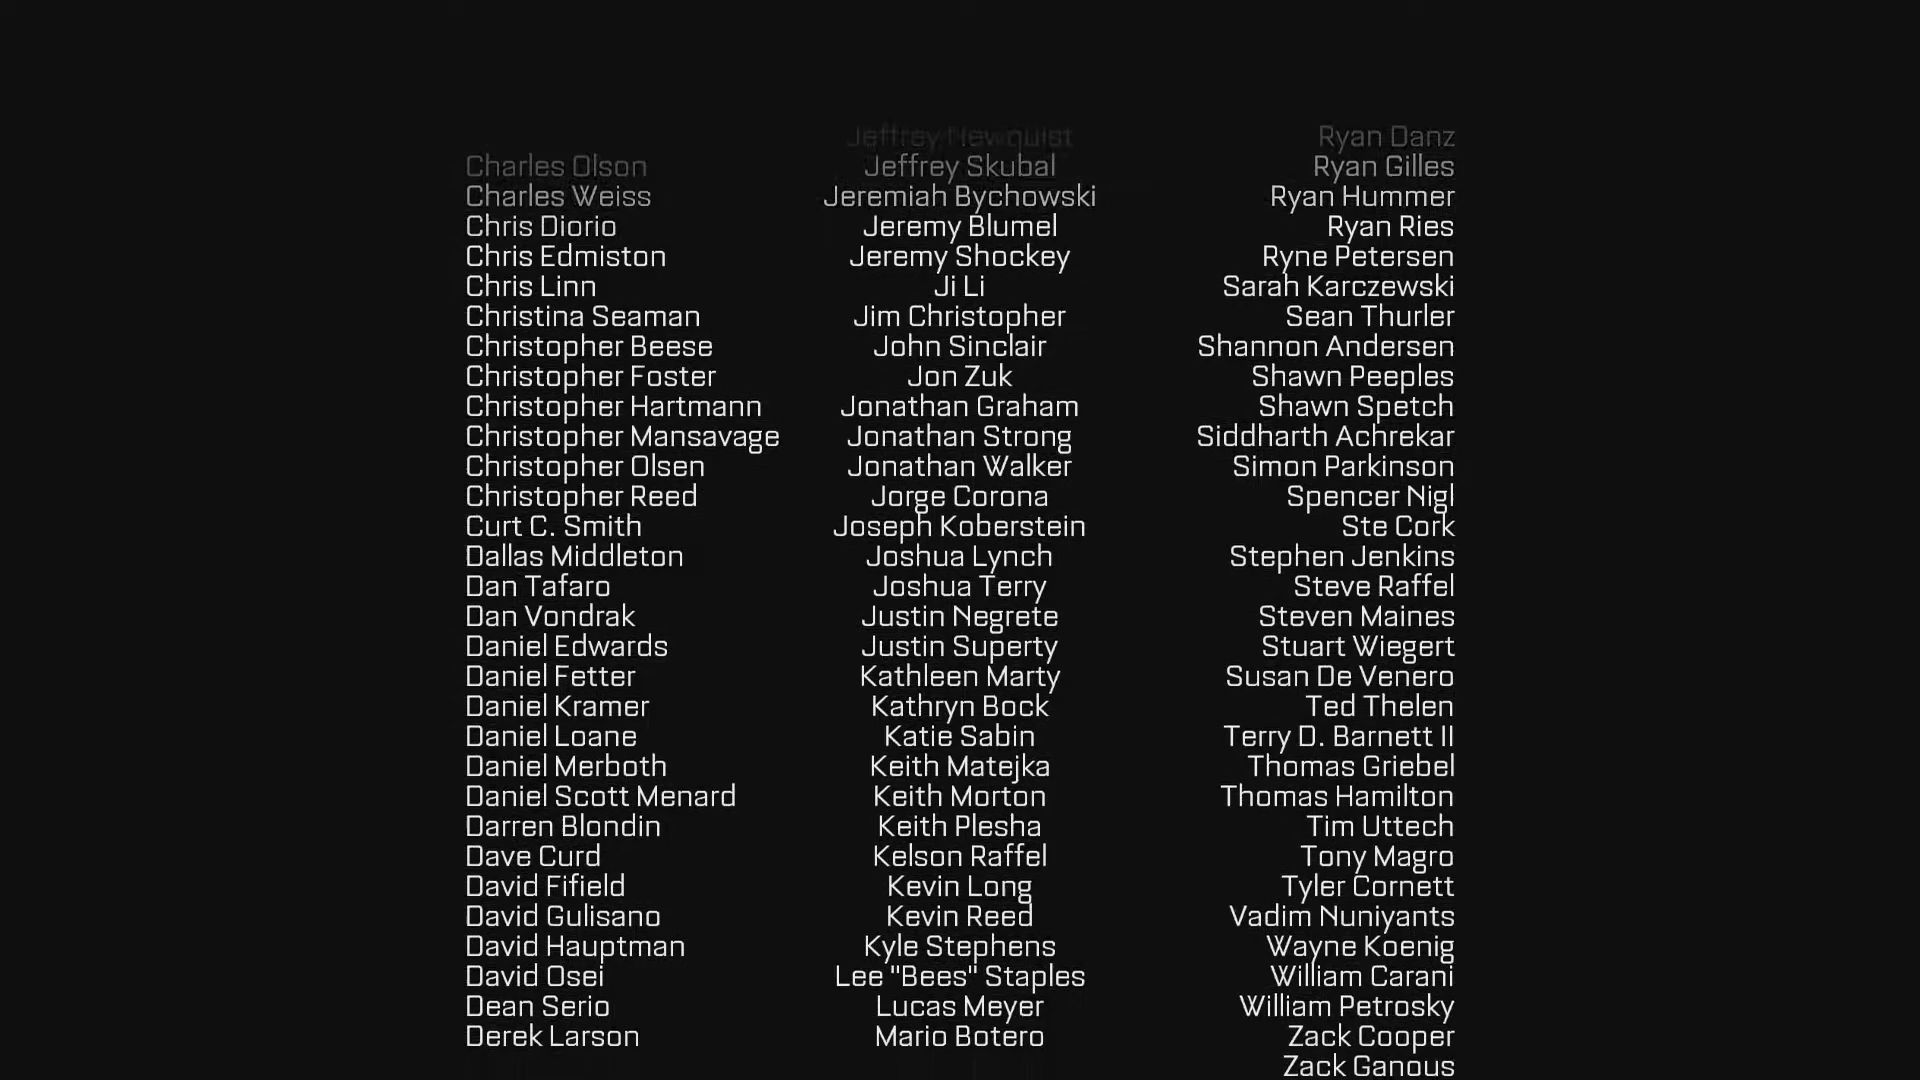 Jeffrey Newquist
Ryan Danz
Charles Olson
Jeffrey Skubal
Ryan Gilles
Charles Weiss
Jeremiah Bychowski
Ryan Hummer
Chris Diorio
Jeremy Blumel
Ryan Ries
Chris Edmiston
Jeremy Shockey
Ryne Petersen
Chris Linn
Ji Li
Sarah Karczewski
Christina Seaman
Jim Christopher
Sean Thurler
Christopher Beese
John Sinclair
Shannon Andersen
Christopher Foster
Jon Zuk
Shawn Peeples
Christopher Hartmann
Jonathan Graham
Shawn Spetch
Christopher Mansavage
Jonathan Strong
Siddharth Achrekar
Christopher Olsen
Jonathan Walker
Simon Parkinson
Christopher Reed
Jorge Corona
Spencer Nigl
Curt C. Smith
Joseph Koberstein
Ste Cork
Dallas Middleton
Joshua Lynch
Stephen Jenkins
Dan Tafaro
Joshua Terry
Steve Raffel
Dan Vondrak
Justin Negrete
Steven Maines
Daniel Edwards
Justin Superty
Stuart Wiegert
Daniel Fetter
Kathleen Marty
Susan De Venero
Daniel Kramer
Kathryn Bock
Ted Thelen
Daniel Loane
Katie Sabin
Terry D. Barnett II
Daniel Merboth
Keith Matejka
Thomas Griebel
Daniel Scott Menard
Keith Morton
Thomas Hamilton
Darren Blondin
Keith Plesha
Tim Uttech
Dave Curd
Kelson Raffel
Tony Magro
David Fifield
Kevin Long
Tyler Cornett
David Gulisano
Kevin Reed
Vadim Nuniyants
David Hauptman
Kyle Stephens
Wayne Koenig
David Osei
Lee "Bees" Staples
William Carani
Dean Serio
Lucas Meyer
William Petrosky
Derek Larson
Mario Botero
Zack Cooper
Zack Ganous